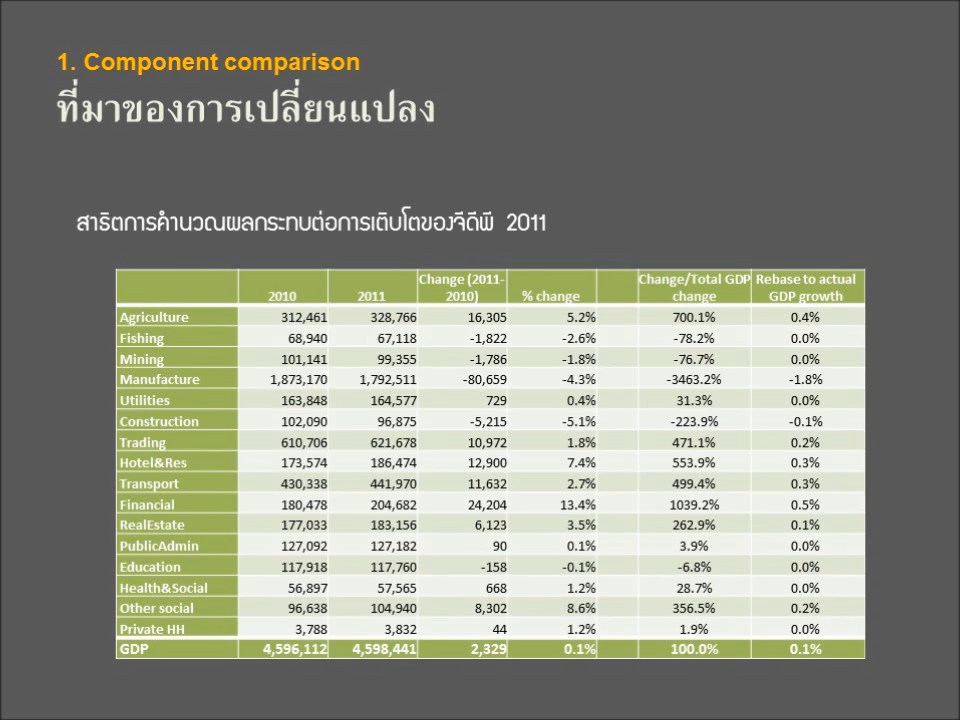 1. Component comparison
ที่มาของการเปลี่ยนแปลง
สาธิตการคำนวณผลกระทบต่อการเติบโตของจีดีพี 2011
2010 2011 Change (2011-2010) % change Change/Total GDP change Rebase to actual GDP growth
Agriculture 312,461 328,766 16,305 5.2% 700.1% 0.4%
Fishing 68,940 67,118 -1,822 -2.6% -78.2% 0.0%
Mining 101,141 99,355 -1,786 -1.8% -76.7% 0.0%
Manufacture 1,873,170 1,792,511 -80,659 -4.3% -3463.2% -1.8%
Utilities 163,848 164,577 729 0.4% 31.3% 0.0%
Construction 102,090 96,875 -5,215 -5.1% -223.9% -0.1%
Trading 610,706 621,678 10,972 1.8% 471.1% 0.2%
Hotel&Res 173,574 186,474 12,900 7.4% 553.9% 0.3%
Transport 430,338 441,970 11,632 2.7% 499.4% 0.3%
Financial 180,478 204,682 24,204 13.4% 1039.2% 0.5%
RealEstate 177,033 183,156 6,123 3.5% 262.9% 0.1%
PublicAdmin 127,092 127,182 90 0.1% 3.9% 0.0%
Education 117,918 117,760 -158 -0.1% -6.8% 0.0%
Health&Social 56,897 57,565 668 1.2% 28.7% 0.0%
Other social 96,638 104,940 8,302 8.6% 356.5% 0.2%
Private HH 3,788 3,832 44 1.2% 1.9% 0.0%
GDP 4,596,112 4,598,441 2,329 0.1% 100.0% 0.1%